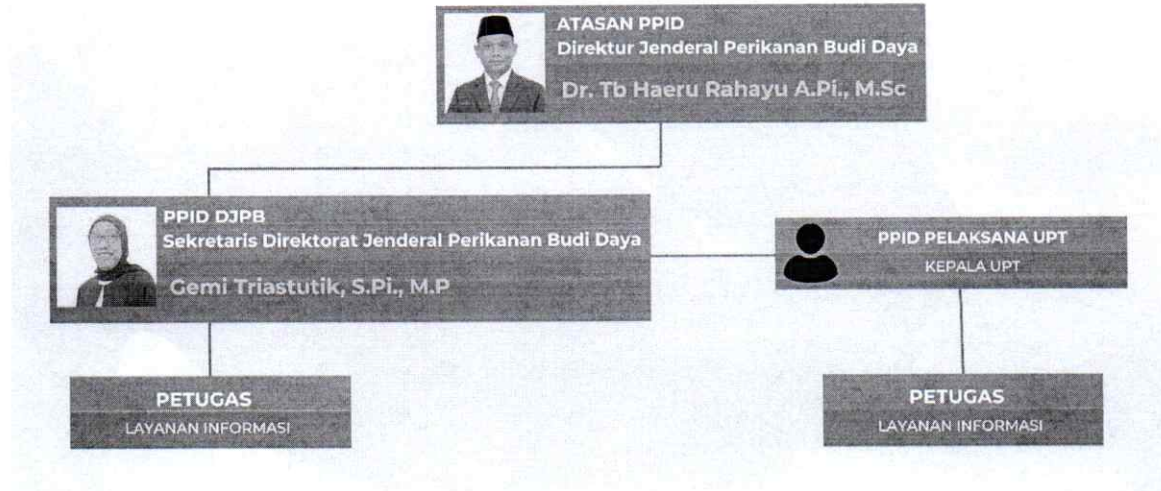 ATASAN PPID
Direktur Jenderal Perikanan Budi Daya
Dr. Tb Haeru Rahayu A.Pi., M.Sc
PPID DJPB
Sekretaris Direktorat Jenderal Perikanan Budi Daya
Gemi Triastutik, S.Pi., M.P
PPID PELAKSANA UPT
KEPALA UPT
PETUGAS
LAYANAN INFORMASI
PETUGAS
LAYANAN INFORMASI